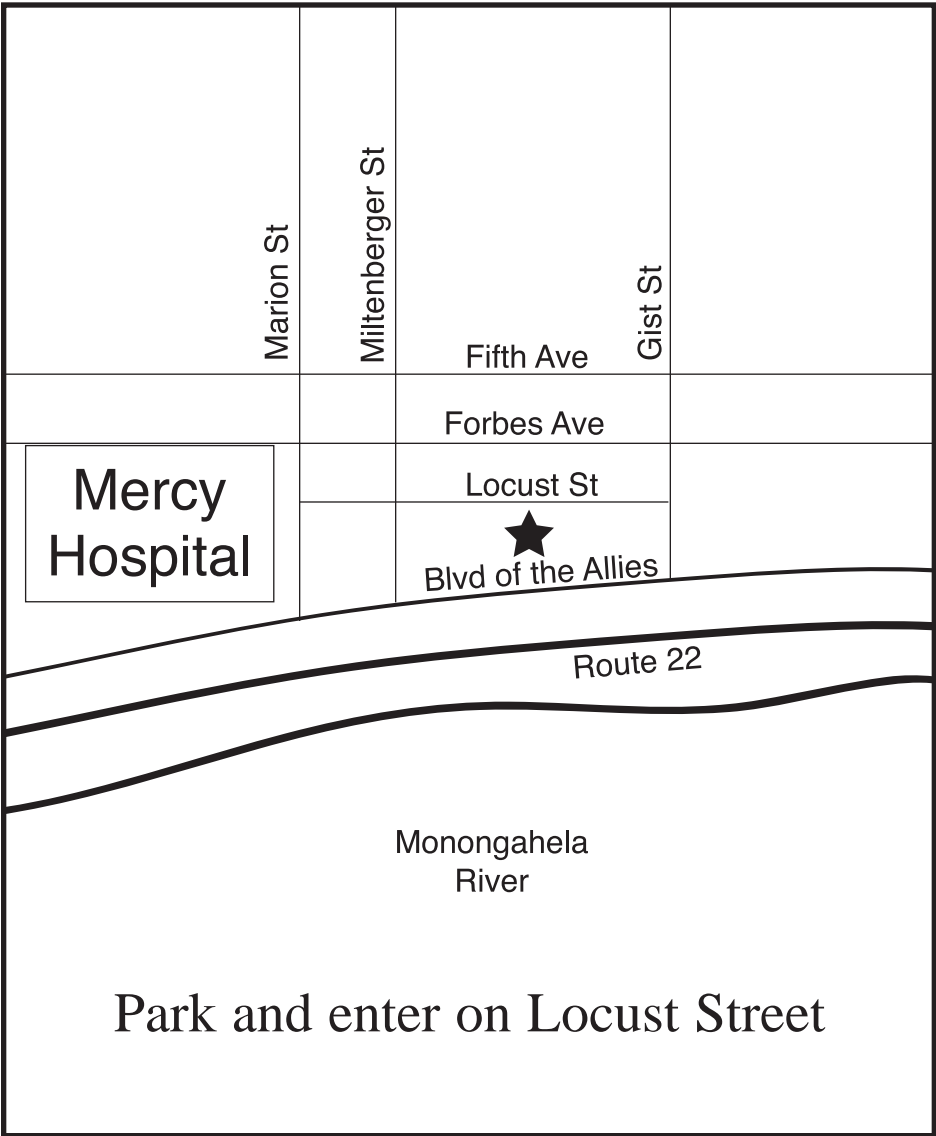 Marion St
Miltenberger St
Gist St
Fifth Ave
Forbes Ave
Mercy
Hospital
Locust St
Blvd of the Allies
Route 22
Monongahela
River
Park and enter on Locust Street